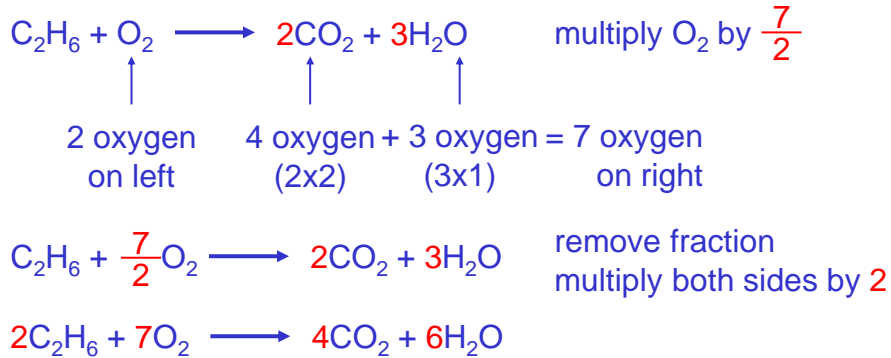 C₂H₆ + O₂ ⟶ 2CO₂ + 3H₂O multiply O₂ by 7/2
2 oxygen on left 4 oxygen (2x2) + 3 oxygen (3x1) = 7 oxygen on right
C₂H₆ + 7/2 O₂ ⟶ 2CO₂ + 3H₂O remove fraction multiply both sides by 2
2C₂H₆ + 7O₂ ⟶ 4CO₂ + 6H₂O